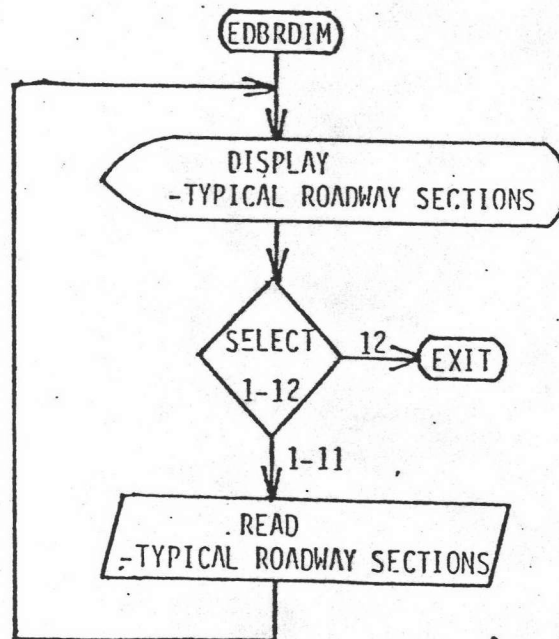 EDBRDIM
DISPLAY
-TYPICAL ROADWAY SECTIONS
SELECT
12
EXIT
1-12
1-11
READ
-TYPICAL ROADWAY SECTIONS